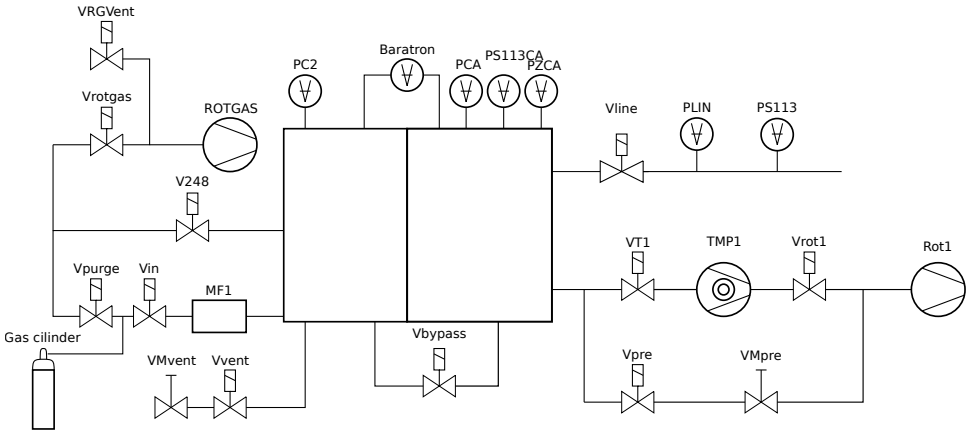 VRGVent
Baratron
PC2
PCA
PS113CA
PZCA
Vrotgas
ROTGAS
Vline
PLIN
PS113
V248
VT1
TMP1
Vrot1
Rot1
Vpurge
Vin
MF1
Gas cilinder
VMvent
Vvent
Vbypass
Vpre
VMpre